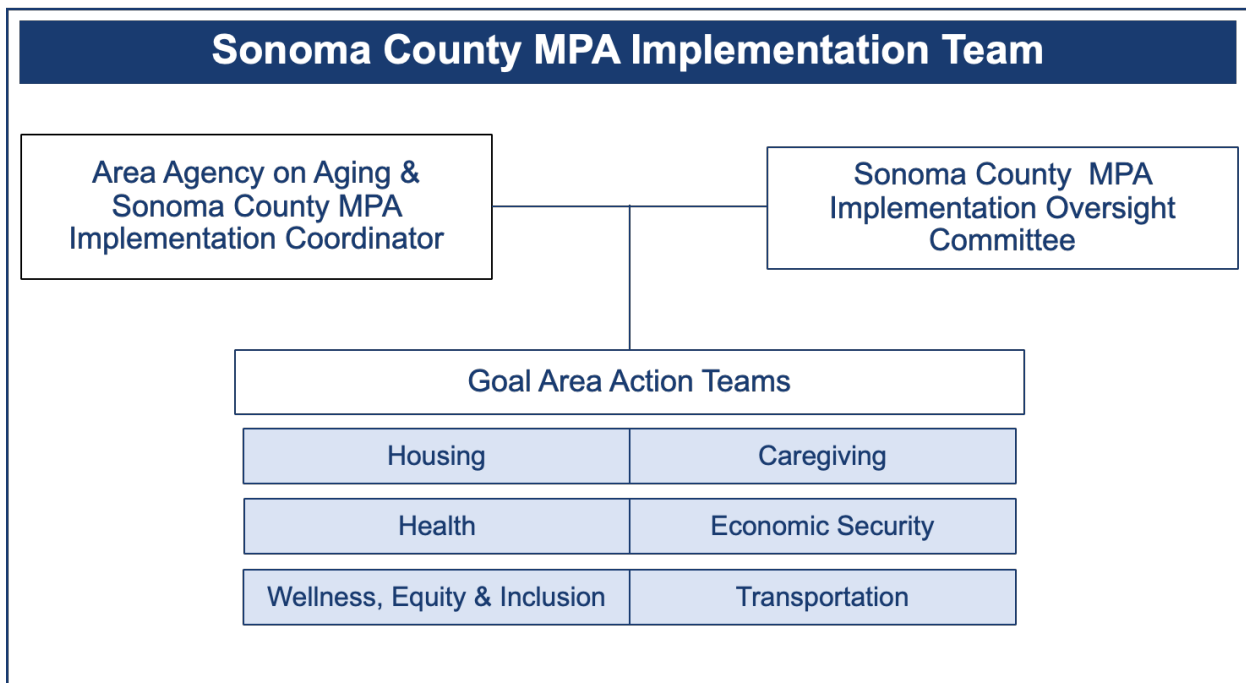 Sonoma County MPA Implementation Team
Area Agency on Aging &
Sonoma County MPA
Implementation Coordinator
Sonoma County MPA
Implementation Oversight
Committee
Goal Area Action Teams
Housing
Caregiving
Health
Economic Security
Wellness, Equity & Inclusion
Transportation